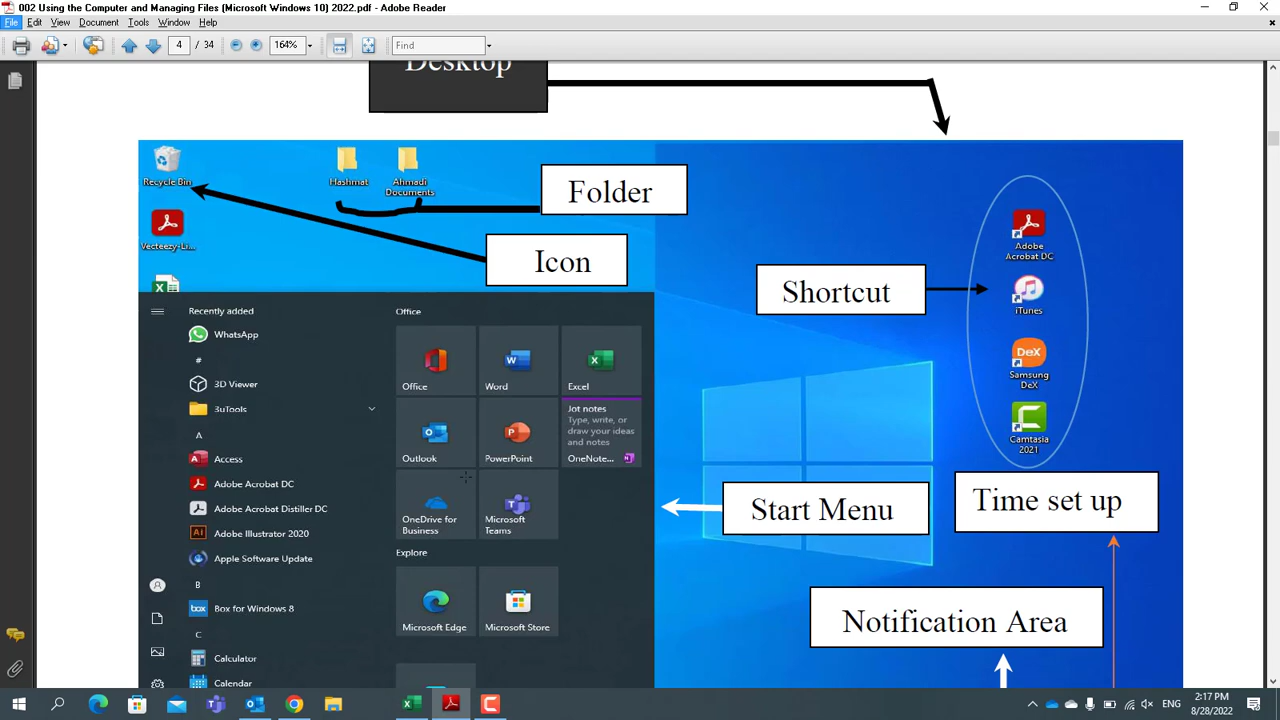 002 Using the Computer and Managing Files (Microsoft Windows 10) 2022.pdf - Adobe Reader
File Edit View Document Tools Window Help
4 / 34 164% Find
Desktop
Recycle Bin
Hashmat
Ahmadi
Documents
Folder
Vecteezy-Li...
Icon
Adobe
Acrobat DC
Shortcut
iTunes
DeX
Samsung
DeX
Camtasia
2021
Recently added
WhatsApp
#
3D Viewer
3uTools
A
Access
Adobe Acrobat DC
Adobe Acrobat Distiller DC
Adobe Illustrator 2020
Apple Software Update
B
Box for Windows 8
C
Calculator
Calendar
Office
Office
Word
Excel
Outlook
PowerPoint
Jot notes
Type, write, or
draw your ideas
and notes
OneNote...
OneDrive for
Business
Microsoft
Teams
Explore
Microsoft Edge
Microsoft Store
Start Menu
Time set up
Notification Area
ENG
2:17 PM
8/28/2022